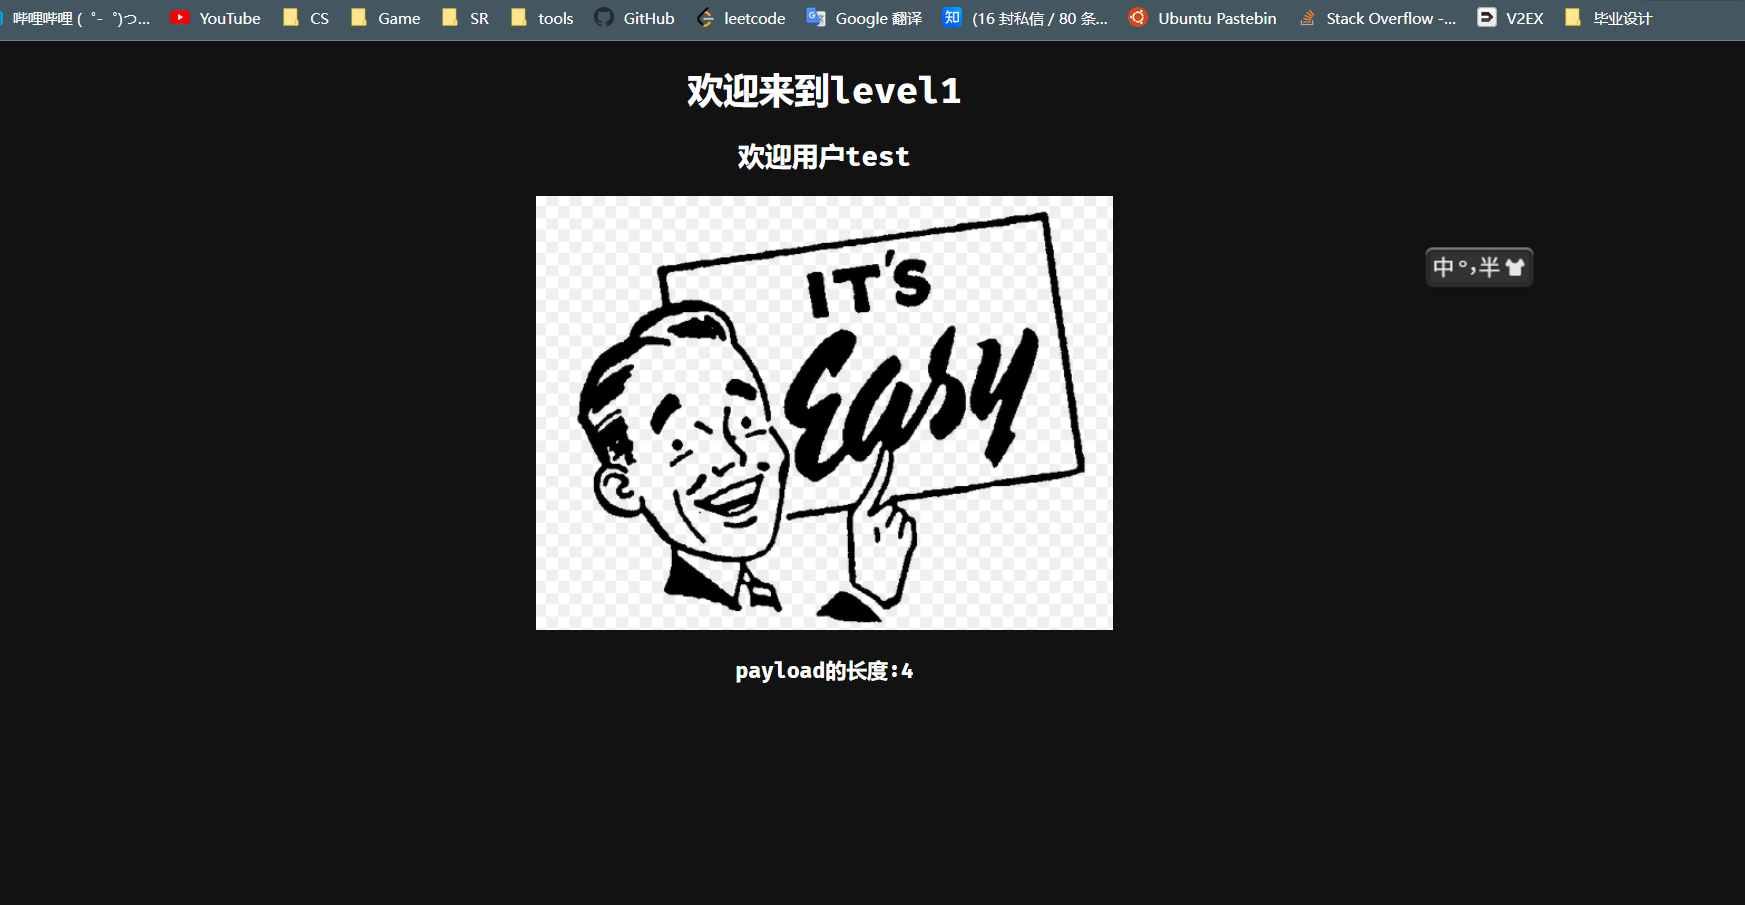 哔哩哔哩 ( ゜- ゜)つ... YouTube CS Game SR tools GitHub leetcode Google 翻译 知 (16 封私信 / 80 条... Ubuntu Pastebin Stack Overflow -... V2EX 毕业设计
欢迎来到level1
欢迎用户test
IT'S
Easy
中 °, 半
payload的长度:4